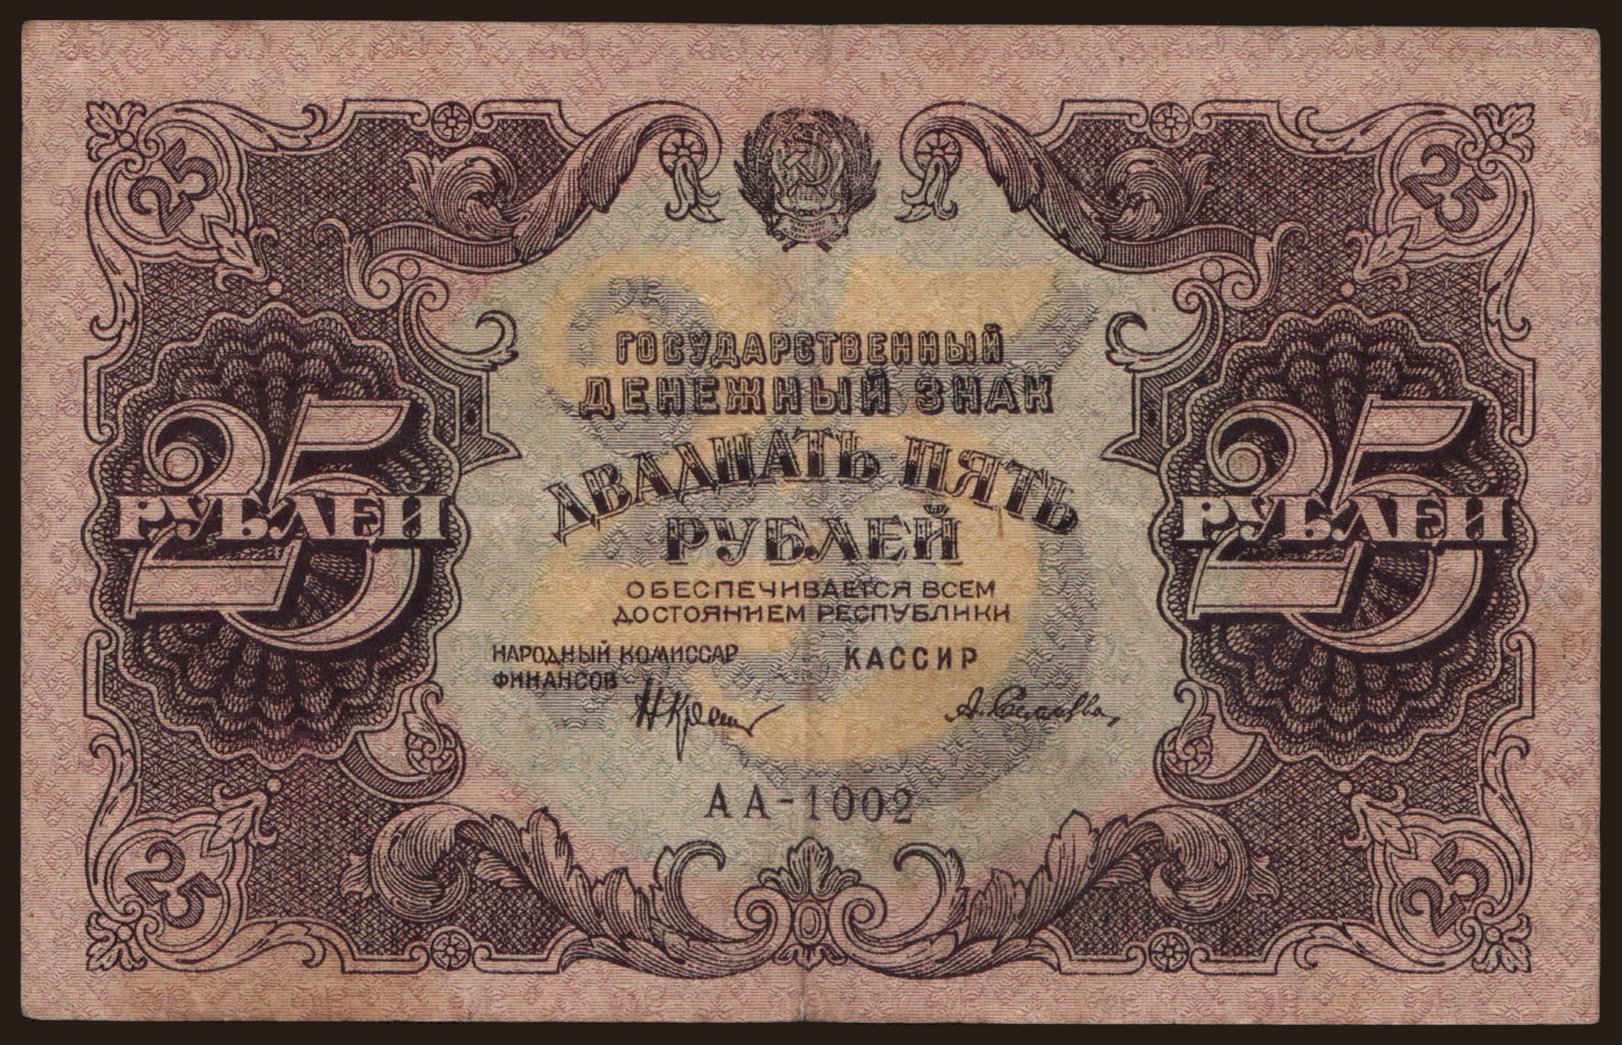 25
25
ГОСУДАРСТВЕННЫЙ
ДЕНЕЖНЫЙ ЗНАК
ДВАДЦАТЬ ПЯТЬ
РУБЛЕЙ
25
РУБЛЕЙ
25
РУБЛЕЙ
ОБЕСПЕЧИВАЕТСЯ ВСЕМ
ДОСТОЯНИЕМ РЕСПУБЛИКИ
НАРОДНЫЙ КОМИССАР
ФИНАНСОВ
КАССИР
АА-1002
25
25
25